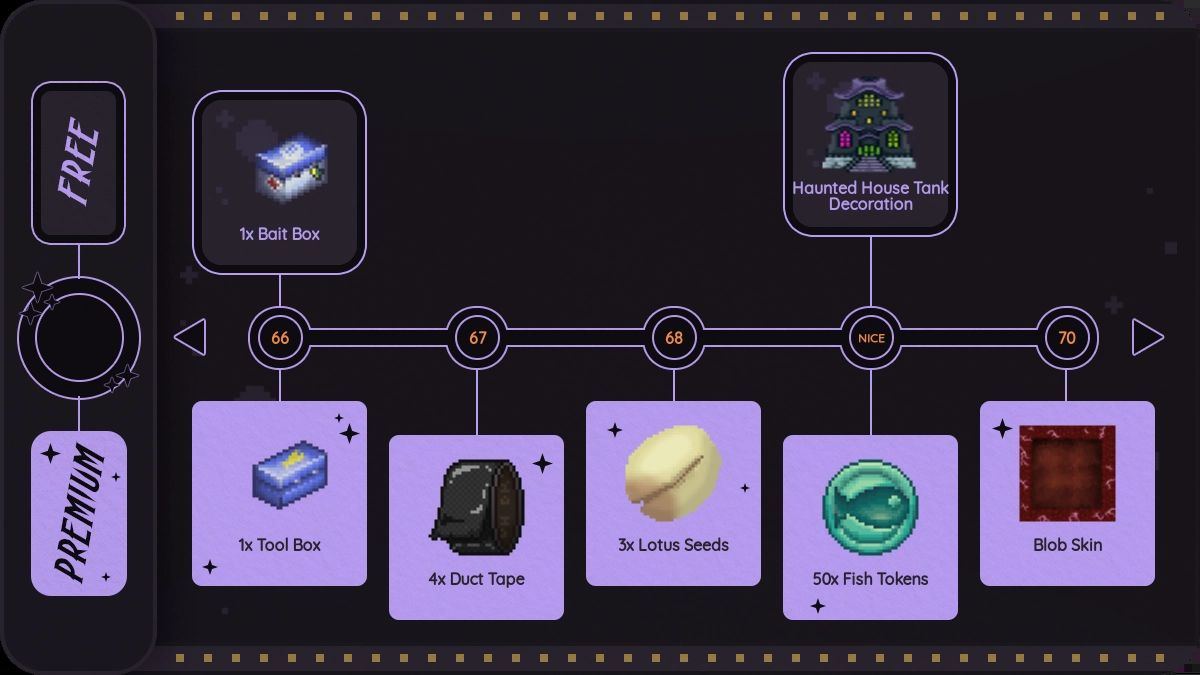 FREE
1x Bait Box
Haunted House Tank
Decoration
66
67
68
NICE
70
PREMIUM
1x Tool Box
4x Duct Tape
3x Lotus Seeds
50x Fish Tokens
Blob Skin